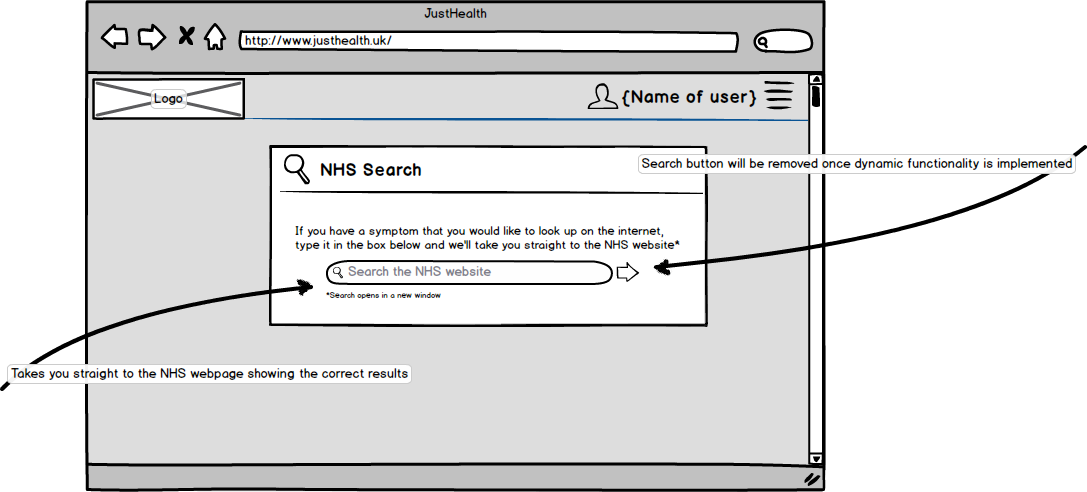 JustHealth
http://www.justhealth.uk/
Logo
{Name of user}
NHS Search
Search button will be removed once dynamic functionality is implemented
If you have a symptom that you would like to look up on the internet,
type it in the box below and we'll take you straight to the NHS website*
Search the NHS website
*Search opens in a new window
Takes you straight to the NHS webpage showing the correct results